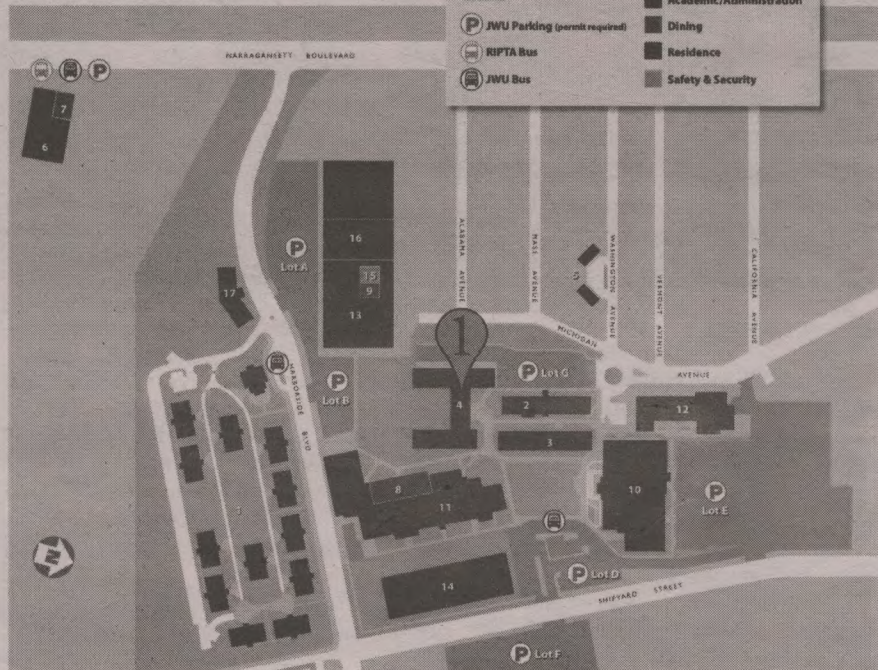 Academic/Administration
P JWU Parking (permit required)
Dining
RIPTA Bus
Residence
JWU Bus
Safety & Security
NARRAGANSETT BOULEVARD
P
7
6
ALABAMA AVENUE
MASS AVENUE
WASHINGTON AVENUE
VERMONT AVENUE
CALIFORNIA AVENUE
16
P
Lot A
15
9
5
17
13
MICHIGAN AVENUE
1
P Lot G
HARBORSIDE BLVD
P
Lot B
4
2
12
3
8
10
P
Lot E
1
11
N
P Lot D
14
SHIPYARD STREET
P Lot F